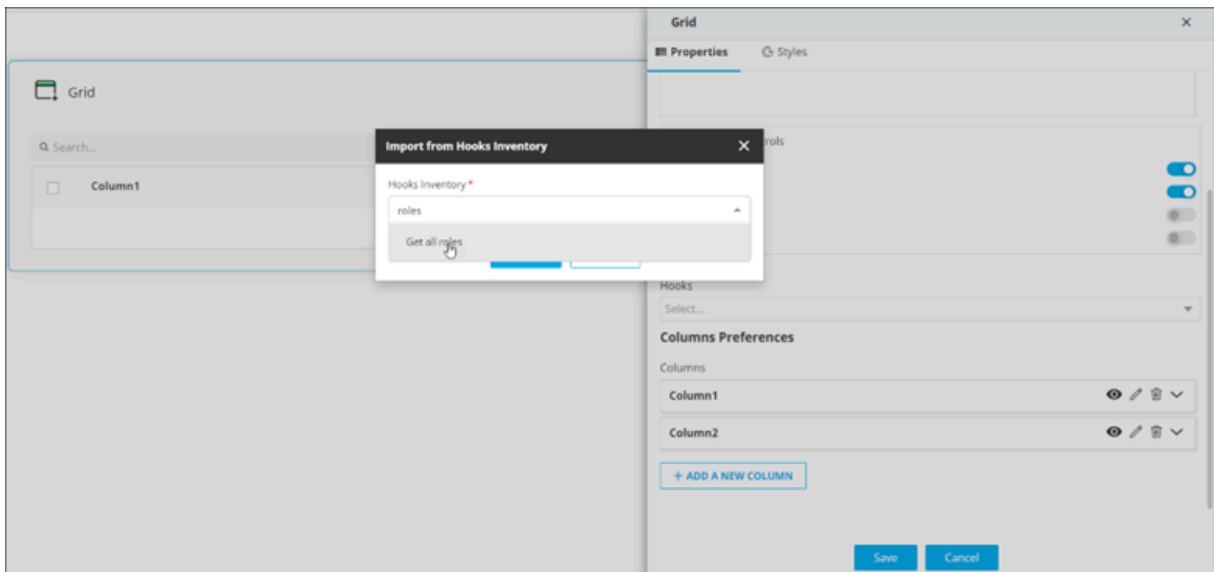 Grid
Properties
Styles
Grid
Search...
Column1
Import from Hooks Inventory
Hooks Inventory *
roles
Get all roles
rols
Hooks
Select...
Columns Preferences
Columns
Column1
Column2
+ ADD A NEW COLUMN
Save
Cancel